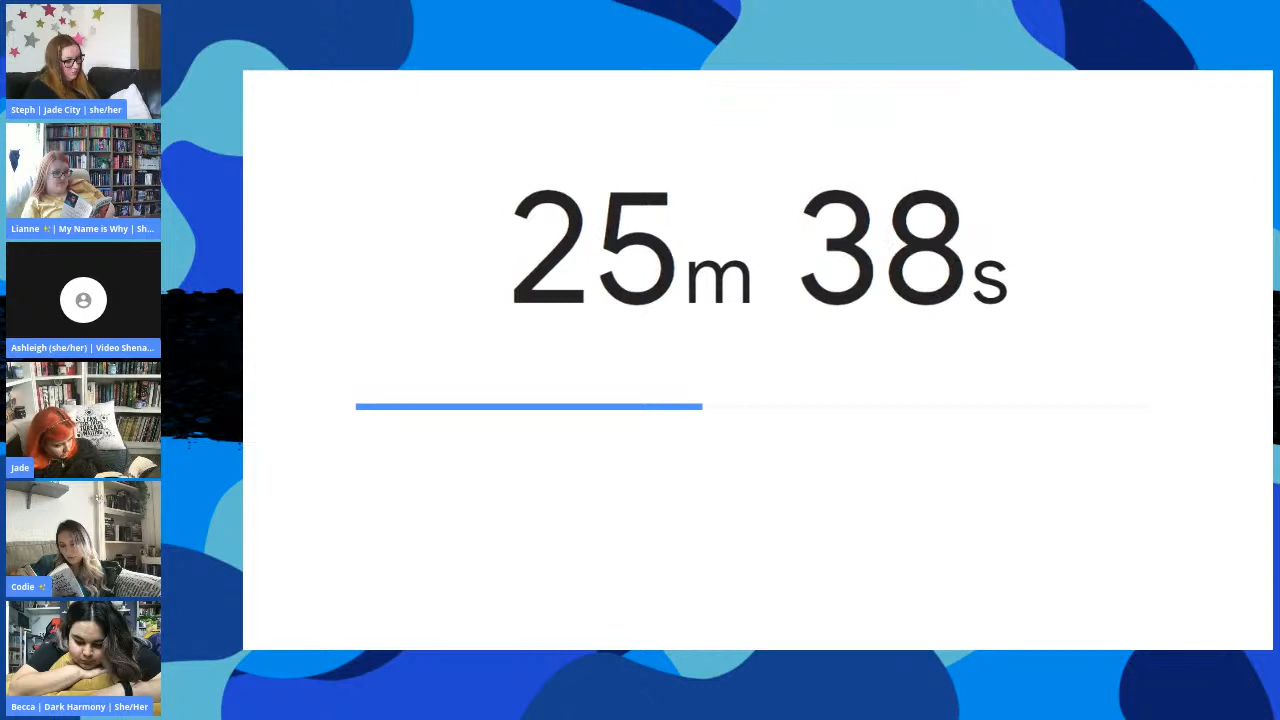 Steph | Jade City | she/her
Lianne ✨ | My Name is Why | Sh...
Ashleigh (she/her) | Video Shena...
Jade
Codie ✨
Becca | Dark Harmony | She/Her
25m 38s